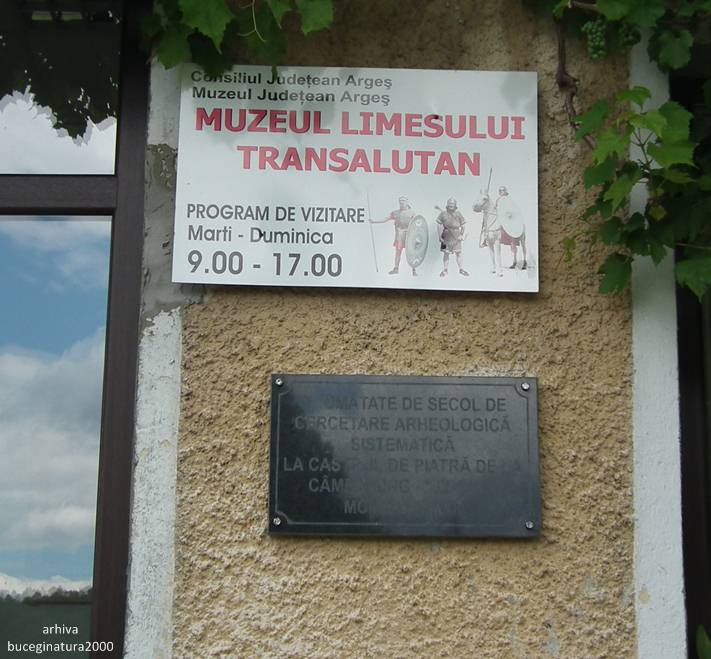 Consiliul Județean Argeș
Muzeul Județean Argeș
MUZEUL LIMESULUI
TRANSALUTAN
PROGRAM DE VIZITARE
Marti - Duminica
9.00 - 17.00
DE SECOL DE
CERCETARE ARHEOLOGICĂ
SISTEMATICĂ
LA DE PIATRĂ DE
arhiva
buceginatura2000